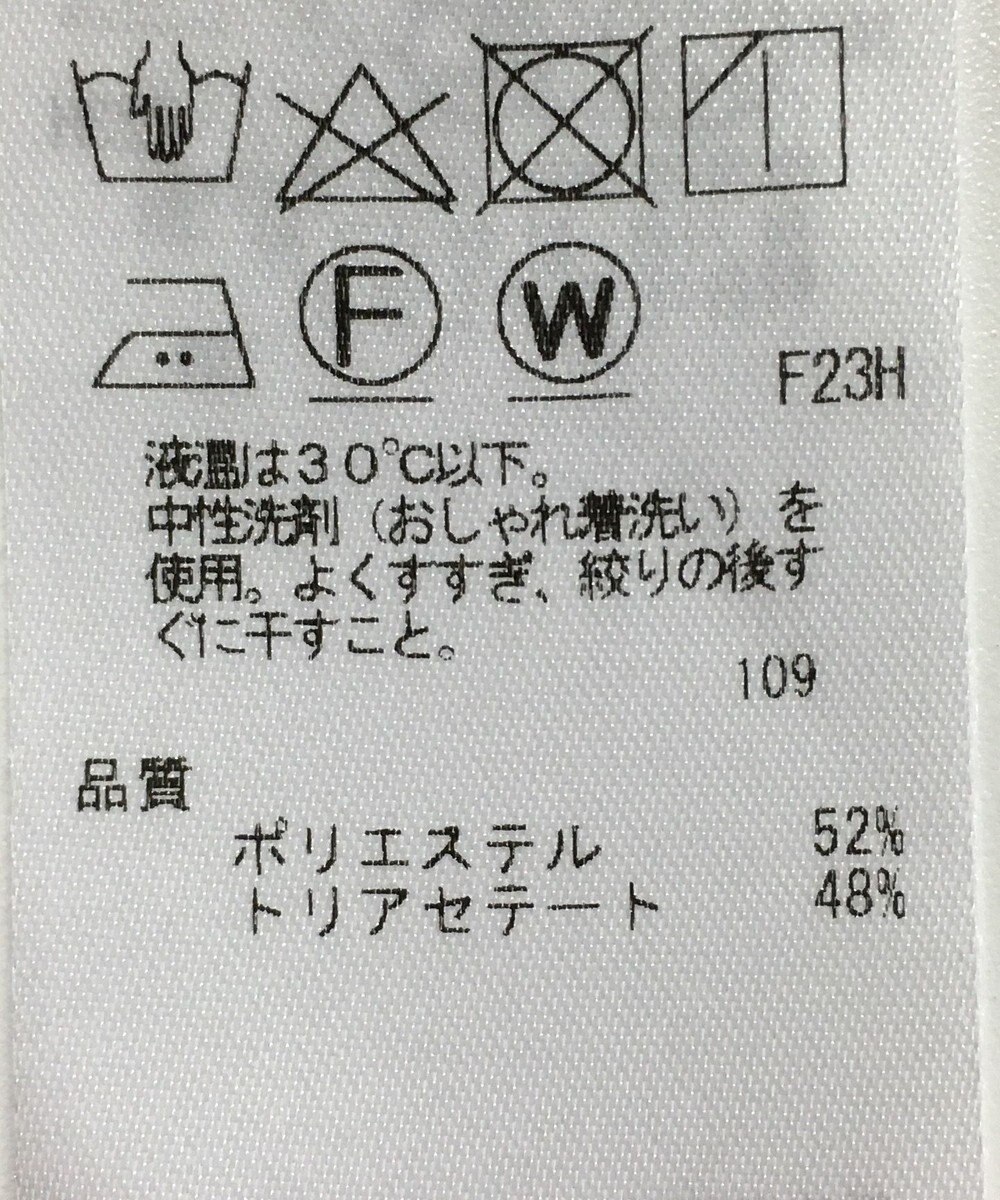 F
W
F23H
液温は30℃以下。
中性洗剤（おしゃれ着洗い）を
使用。よくすすぎ、絞りの後す
ぐに干すこと。
109
品質
ポリエステル 52%
トリアセテート 48%